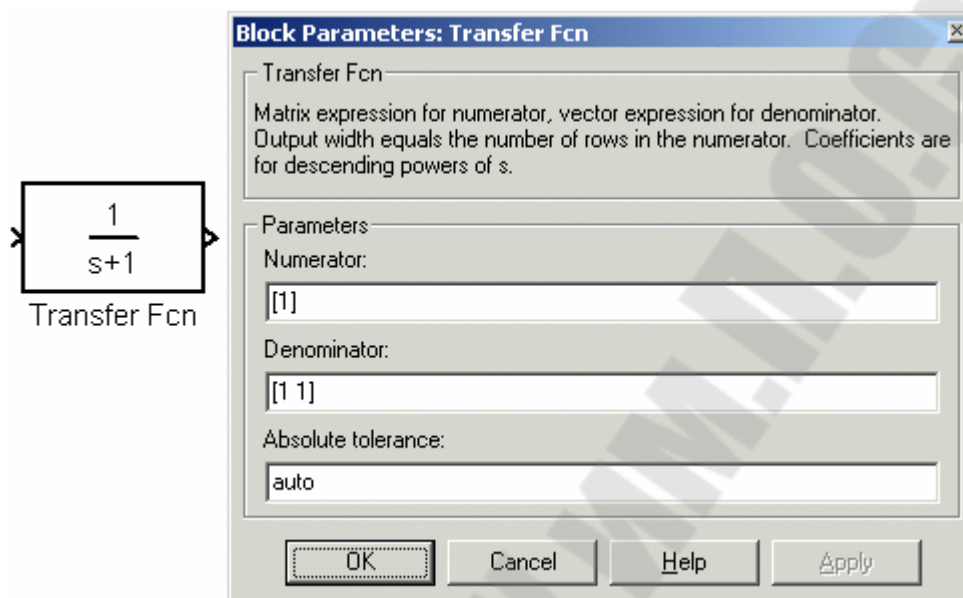 Block Parameters: Transfer Fcn
Transfer Fcn
Matrix expression for numerator, vector expression for denominator.
Output width equals the number of rows in the numerator. Coefficients are
for descending powers of s.
1
s+1
Transfer Fcn
Parameters
Numerator:
[1]
Denominator:
[1 1]
Absolute tolerance:
auto
OK Cancel Help Apply